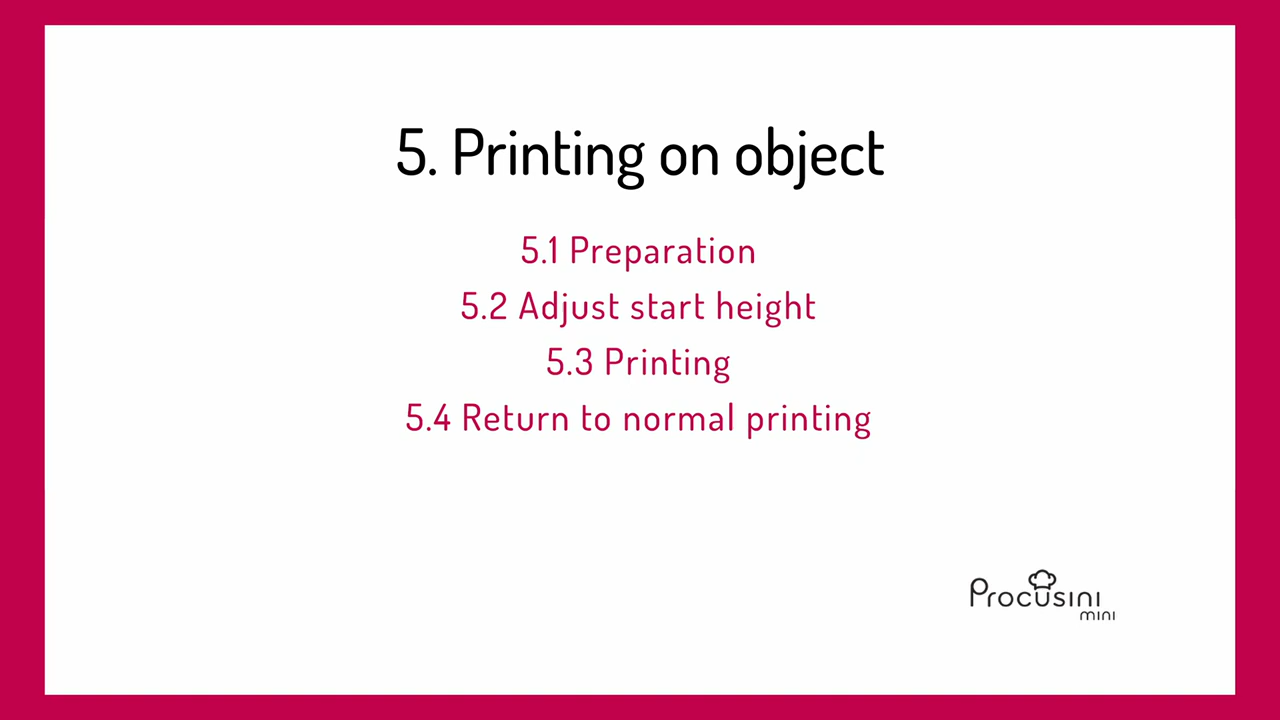 5. Printing on object
5.1 Preparation
5.2 Adjust start height
5.3 Printing
5.4 Return to normal printing
Procusini
mini